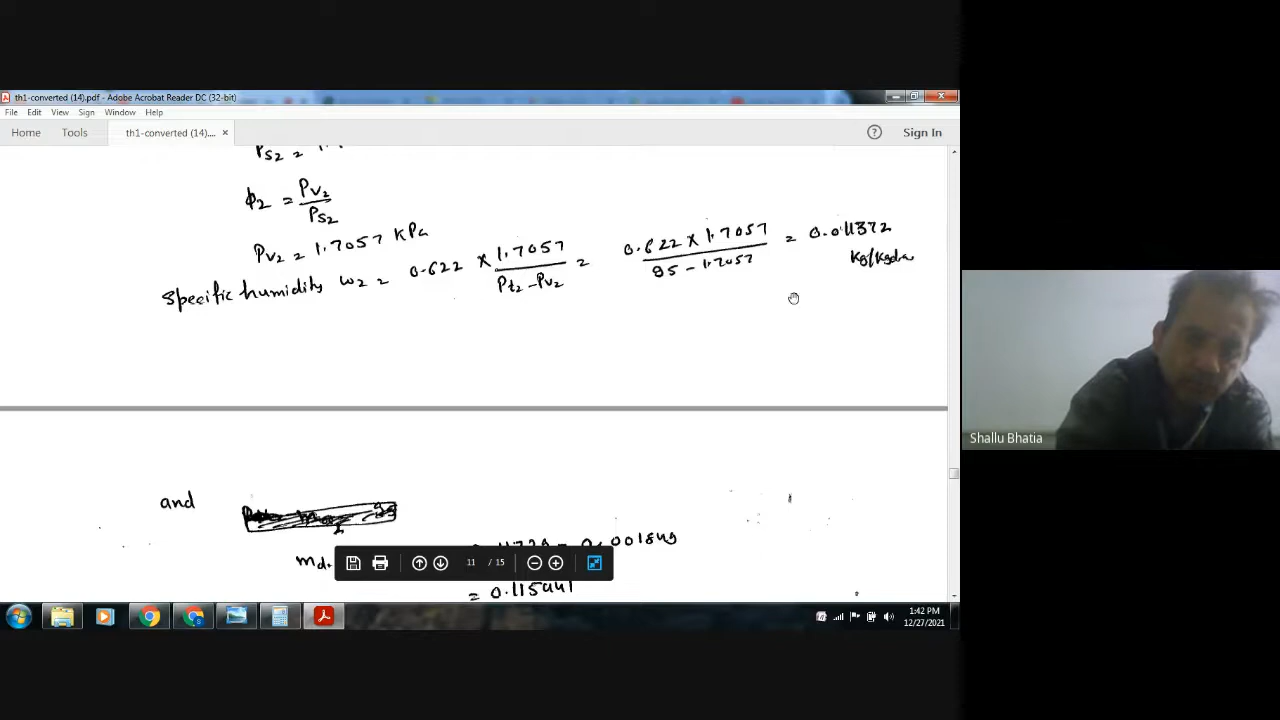 th1-converted (14).pdf - Adobe Acrobat Reader DC (32-bit)
File Edit View Sign Window Help
Home Tools th1-converted (14).... × ? Sign In
Ps2 =
ϕ2 = Pv2 / Ps2
Pv2 = 1.7057 kPa
Specific humidity ω2 = 0.622 × 1.7057 / Pt2 - Pv2 = 0.622 × 1.7057 / 95 - 1.7057 = 0.011372
kg/kgda
and
md. 0.001849
= 0.115441
11 / 15
Shallu Bhatia
1:42 PM
12/27/2021